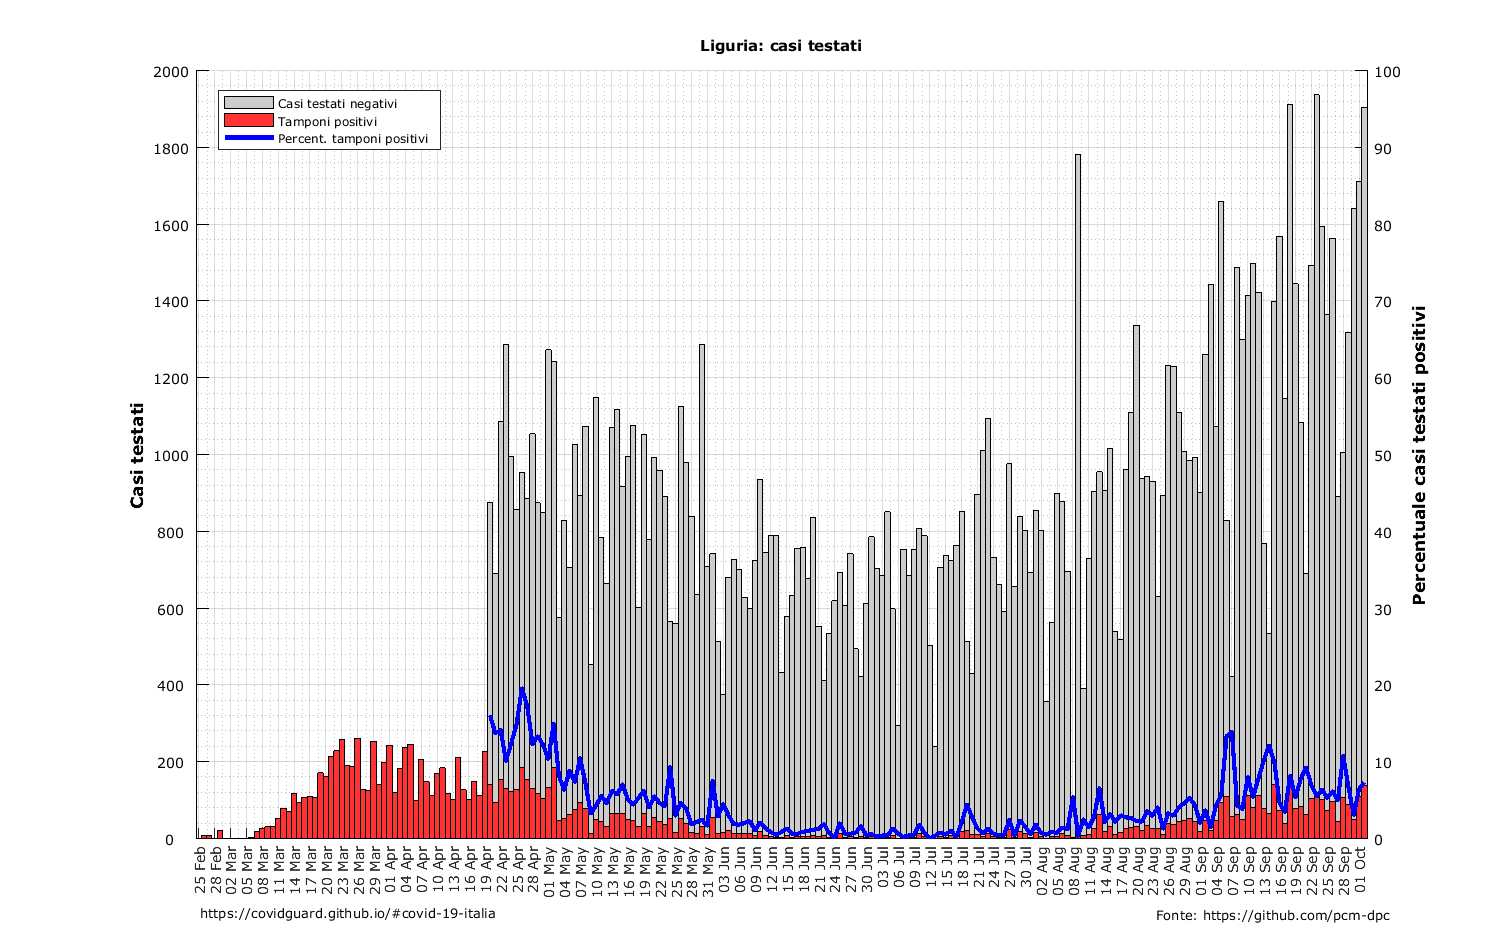 Liguria: casi testati
Casi testati negativi
Tamponi positivi
Percent. tamponi positivi
Casi testati
2000
1800
1600
1400
1200
1000
800
600
400
200
0
100
90
80
70
60
50
40
30
20
10
0
Percentuale casi testati positivi
25 Feb
28 Feb
02 Mar
05 Mar
08 Mar
11 Mar
14 Mar
17 Mar
20 Mar
23 Mar
26 Mar
29 Mar
01 Apr
04 Apr
07 Apr
10 Apr
13 Apr
16 Apr
19 Apr
22 Apr
25 Apr
28 Apr
01 May
04 May
07 May
10 May
13 May
16 May
19 May
22 May
25 May
28 May
31 May
03 Jun
06 Jun
09 Jun
12 Jun
15 Jun
18 Jun
21 Jun
24 Jun
27 Jun
30 Jun
03 Jul
06 Jul
09 Jul
12 Jul
15 Jul
18 Jul
21 Jul
24 Jul
27 Jul
30 Jul
02 Aug
05 Aug
08 Aug
11 Aug
14 Aug
17 Aug
20 Aug
23 Aug
26 Aug
29 Aug
01 Sep
04 Sep
07 Sep
10 Sep
13 Sep
16 Sep
19 Sep
22 Sep
25 Sep
28 Sep
01 Oct
https://covidguard.github.io/#covid-19-italia
Fonte: https://github.com/pcm-dpc